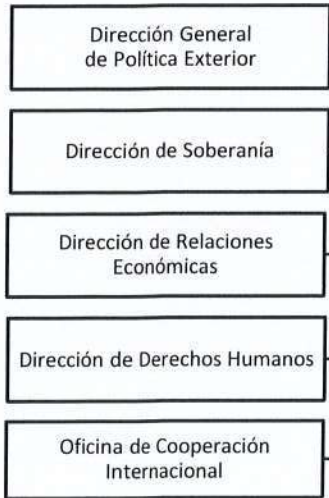 Dirección General
de Política Exterior
Dirección de Soberanía
Dirección de Relaciones
Económicas
Dirección de Derechos Humanos
Oficina de Cooperación
Internacional